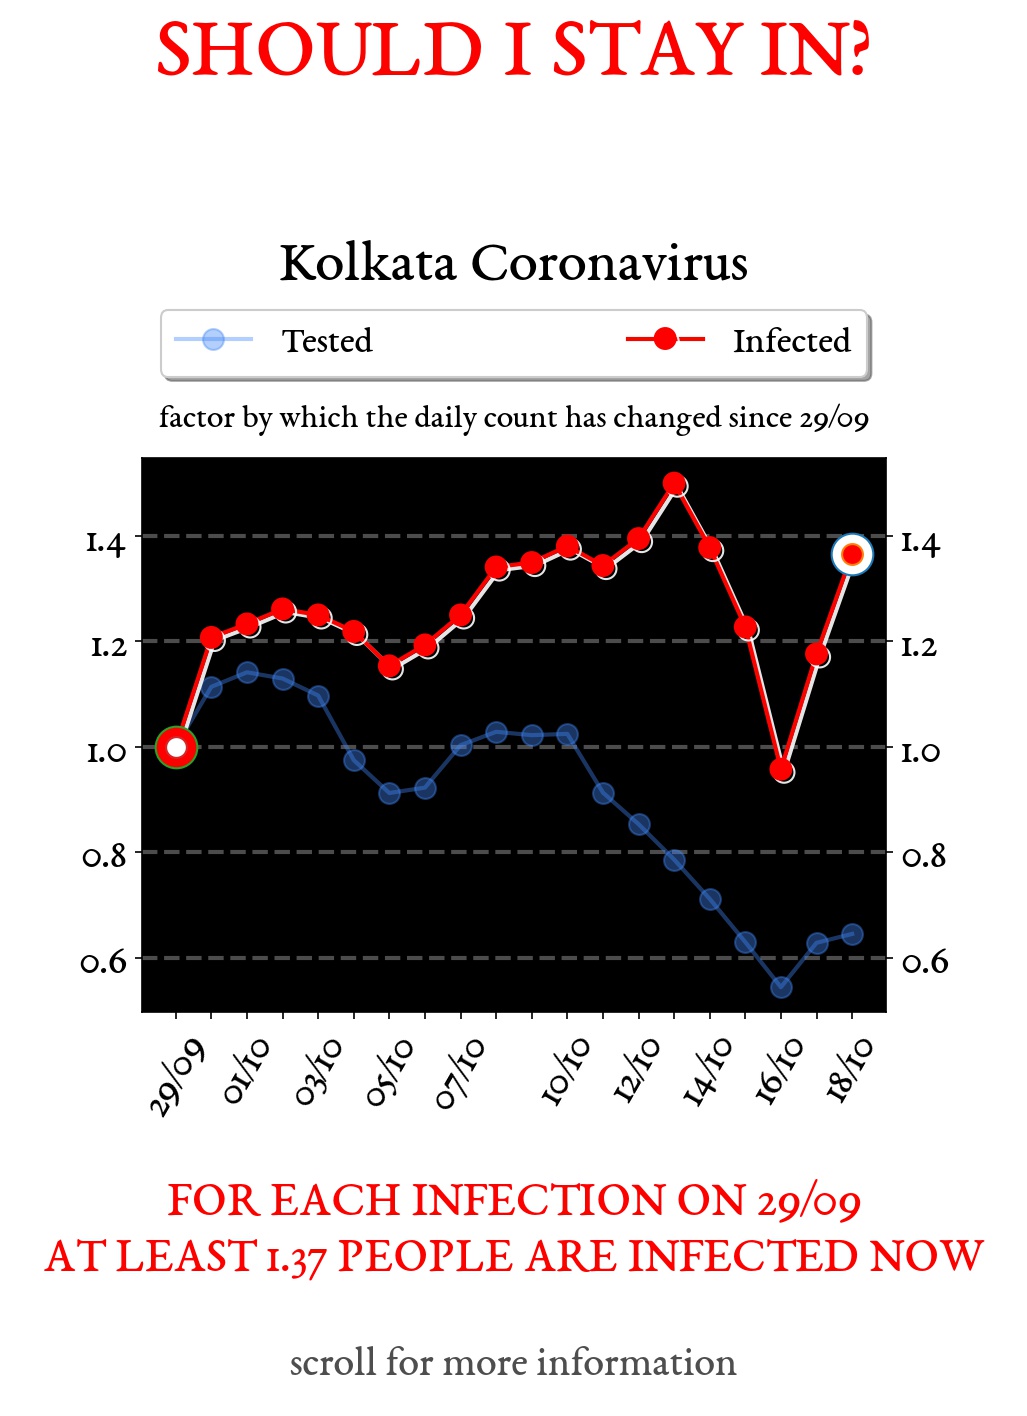 SHOULD I STAY IN?
Kolkata Coronavirus
Tested Infected
factor by which the daily count has changed since 29/09
1.4 1.4
1.2 1.2
1.0 1.0
0.8 0.8
0.6 0.6
29/09 01/10 03/10 05/10 07/10 10/10 12/10 14/10 16/10 18/10
FOR EACH INFECTION ON 29/09
AT LEAST 1.37 PEOPLE ARE INFECTED NOW
scroll for more information